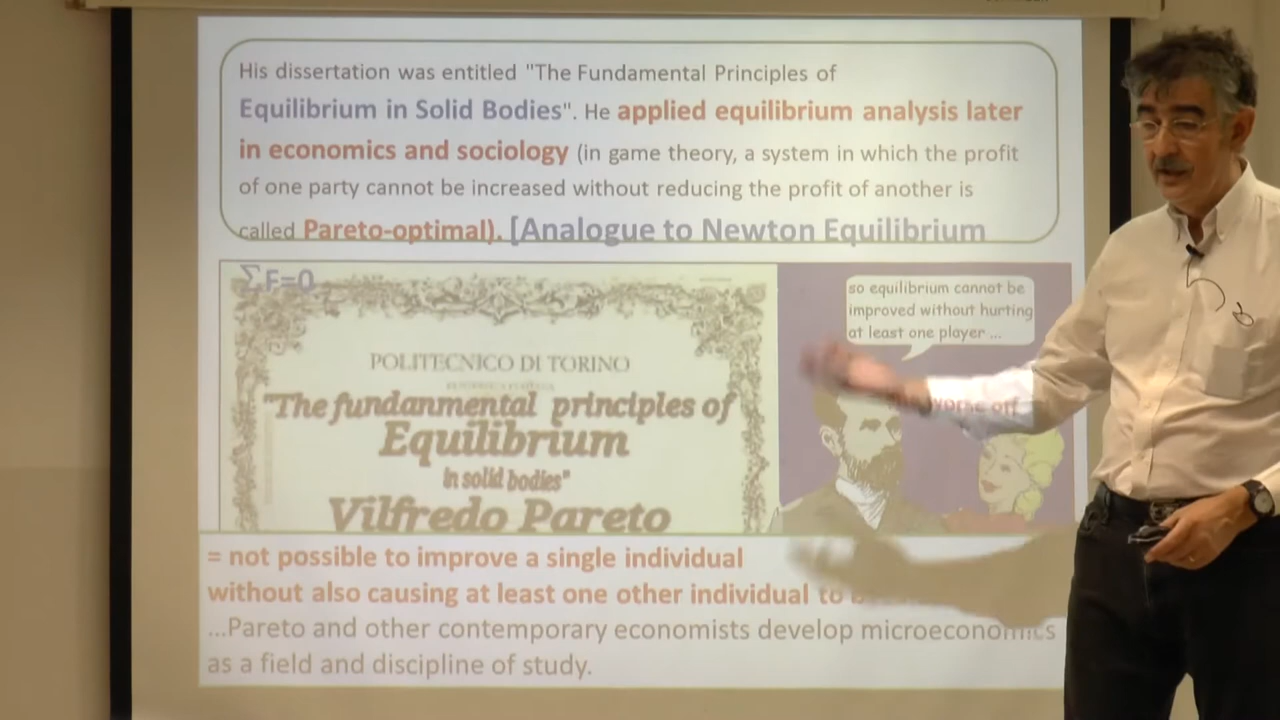 His dissertation was entitled "The Fundamental Principles of
Equilibrium in Solid Bodies". He applied equilibrium analysis later
in economics and sociology (in game theory, a system in which the profit
of one party cannot be increased without reducing the profit of another is
called Pareto-optimal). [Analogue to Newton Equilibrium
∑F=0
POLITECNICO DI TORINO
"The fundanmental principles of
Equilibrium
in solid bodies"
Vilfredo Pareto
so equilibrium cannot be
improved without hurting
at least one player ...
= not possible to improve a single individual
without also causing at least one other individual to
worse off
...Pareto and other contemporary economists develop microeconomics
as a field and discipline of study.